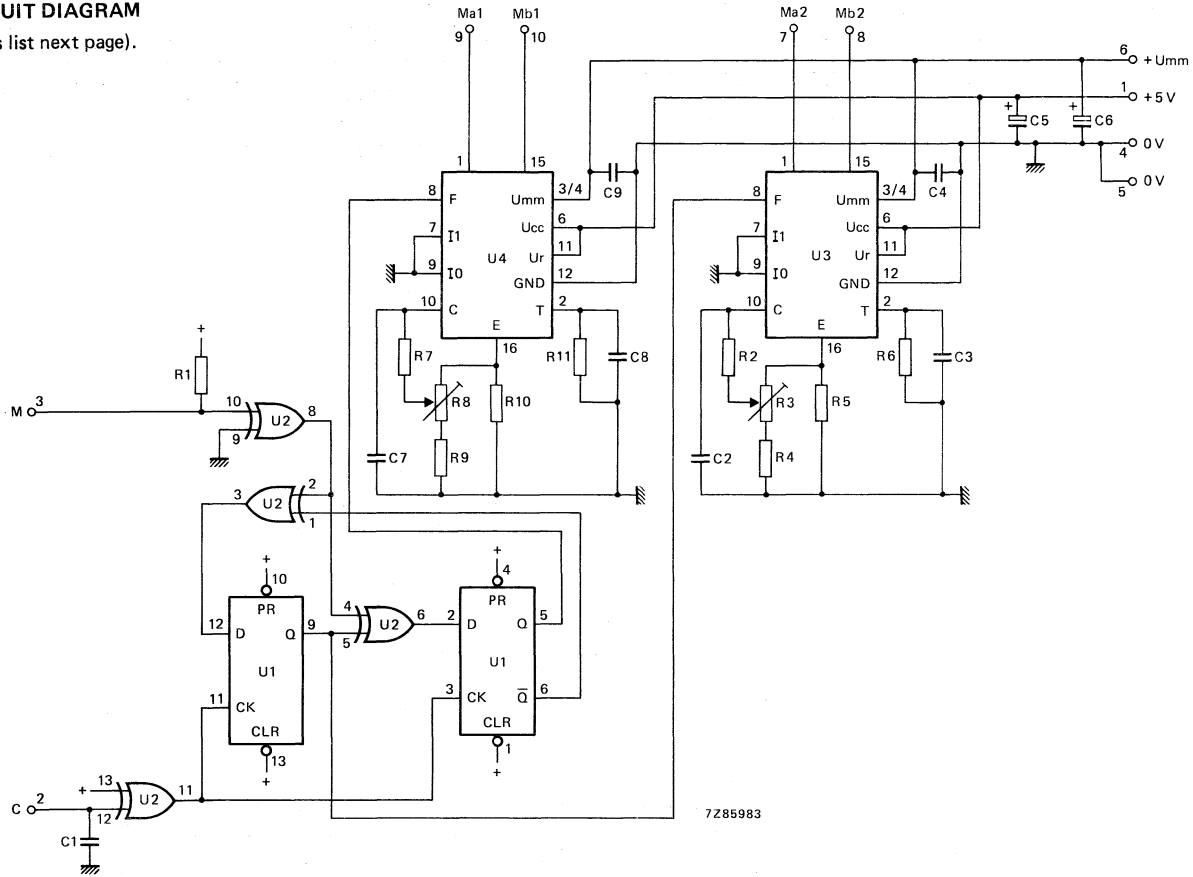 UIT DIAGRAM
s list next page).
Ma1
9
Mb1
10
Ma2
7
Mb2
8
6
+ Umm
1
+ 5 V
+
C5
+
C6
0 V
4
0 V
5
1
15
8
F
Umm
3/4
C9
7
I1
Ucc
6
U4
Ur
11
9
I0
GND
12
10
C
T
2
E
16
R7
R8
R9
R10
R11
C8
C7
1
15
8
F
Umm
3/4
C4
7
I1
Ucc
6
U3
Ur
11
9
I0
GND
12
10
C
T
2
E
16
R2
R3
R4
R5
R6
C3
C2
+
R1
M
3
10
9
U2
8
3
U2
2
1
+
10
PR
12
D
Q
9
U1
11
CK
CLR
13
+
4
5
U2
6
+
4
PR
2
D
Q
5
U1
3
CK
Q̅
6
CLR
1
+
C
2
+
13
12
U2
11
C1
7Z85983